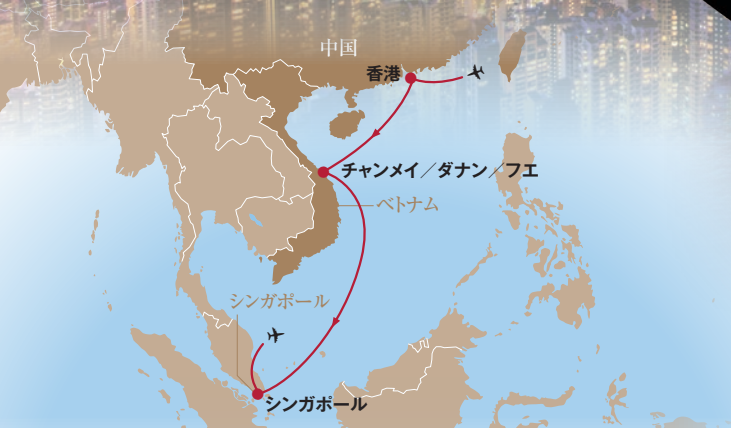 中国
香港
チャンメイ／ダナン／フエ
ベトナム
シンガポール
シンガポール